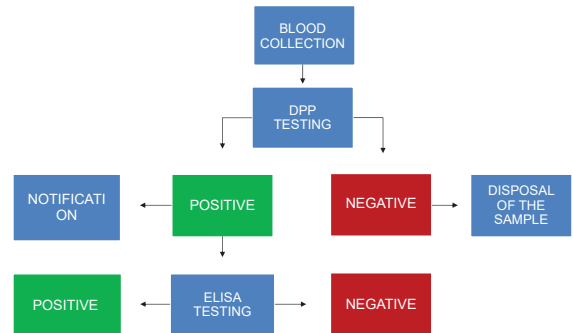 BLOOD
COLLECTION
DPP
TESTING
NOTIFICATI
ON
POSITIVE
NEGATIVE
DISPOSAL
OF THE
SAMPLE
POSITIVE
ELISA
TESTING
NEGATIVE